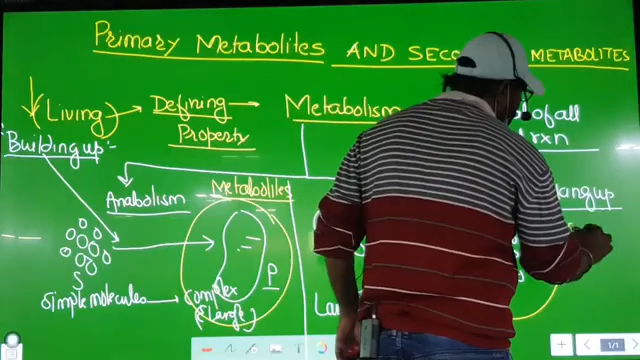 Primary Metabolites AND SEC METABOLITES
Living Defining Metabolism of all
Property rxn
Building up :-
Metabolites up
Anabolism
P
Simple molecules Complex
(Large)
1/1